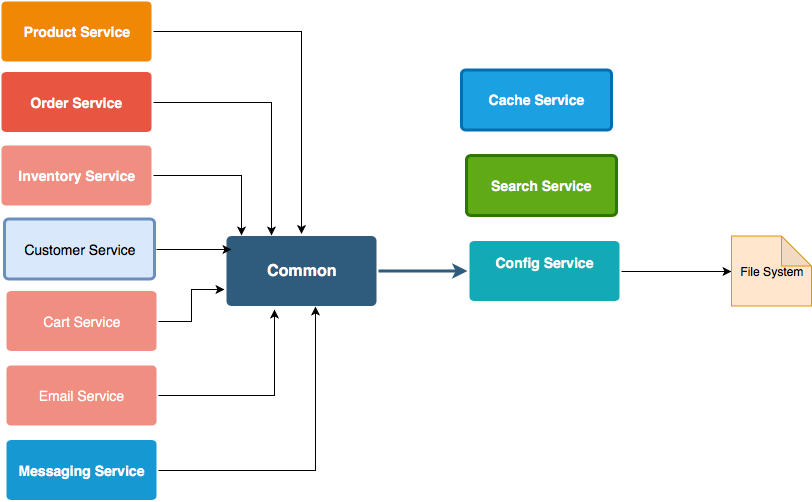 Product Service
Order Service
Inventory Service
Customer Service
Cart Service
Email Service
Messaging Service
Common
Cache Service
Search Service
Config Service
File System